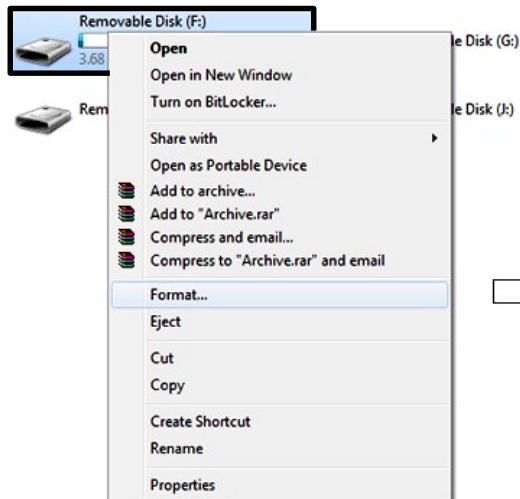 Removable Disk (F:)
3.68
le Disk (G:)
Rem
le Disk (J:)
Open
Open in New Window
Turn on BitLocker...
Share with
Open as Portable Device
Add to archive...
Add to "Archive.rar"
Compress and email...
Compress to "Archive.rar" and email
Format...
Eject
Cut
Copy
Create Shortcut
Rename
Properties